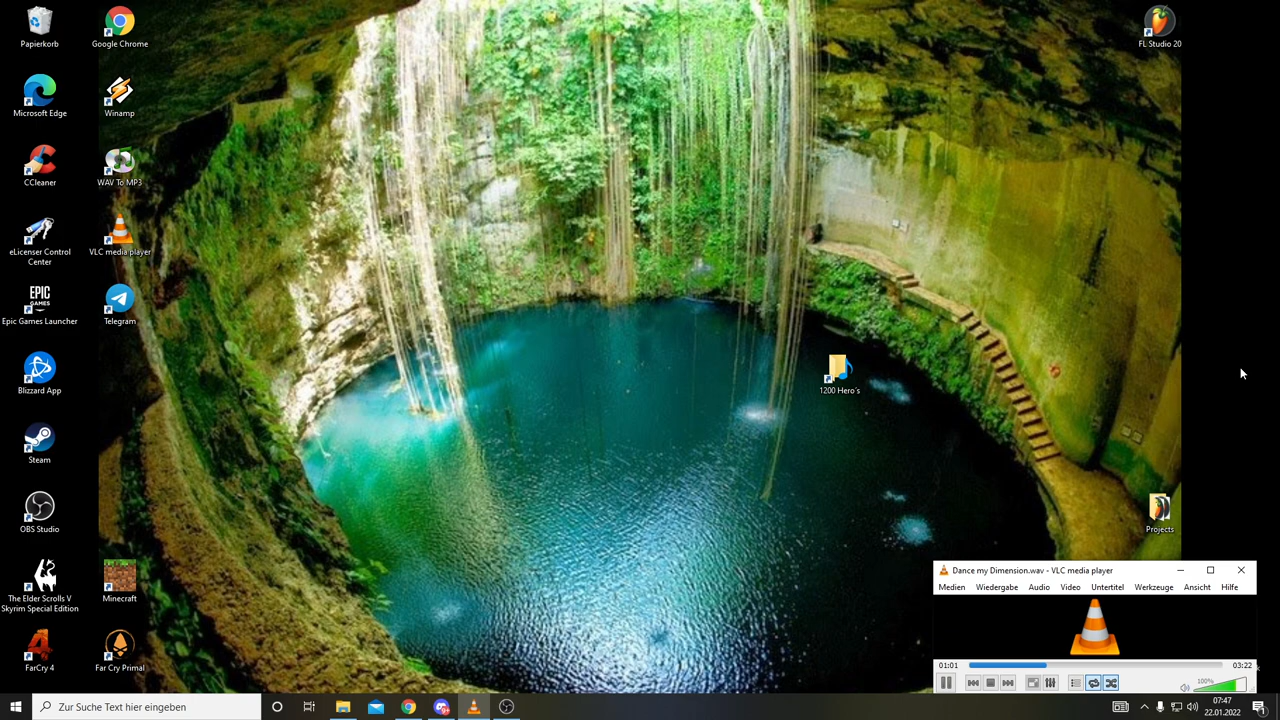 Papierkorb
Google Chrome
FL Studio 20
Microsoft Edge
Winamp
CCleaner
WAV To MP3
eLicenser Control
Center
VLC media player
EPIC
GAMES
Epic Games Launcher
Telegram
Blizzard App
1200 Hero's
Steam
OBS Studio
Projects
The Elder Scrolls V
Skyrim Special Edition
Minecraft
FarCry 4
Far Cry Primal
Dance my Dimension.wav - VLC media player
Medien Wiedergabe Audio Video Untertitel Werkzeuge Ansicht Hilfe
01:01 03:22
100%
Zur Suche Text hier eingeben
07:47
22.01.2022